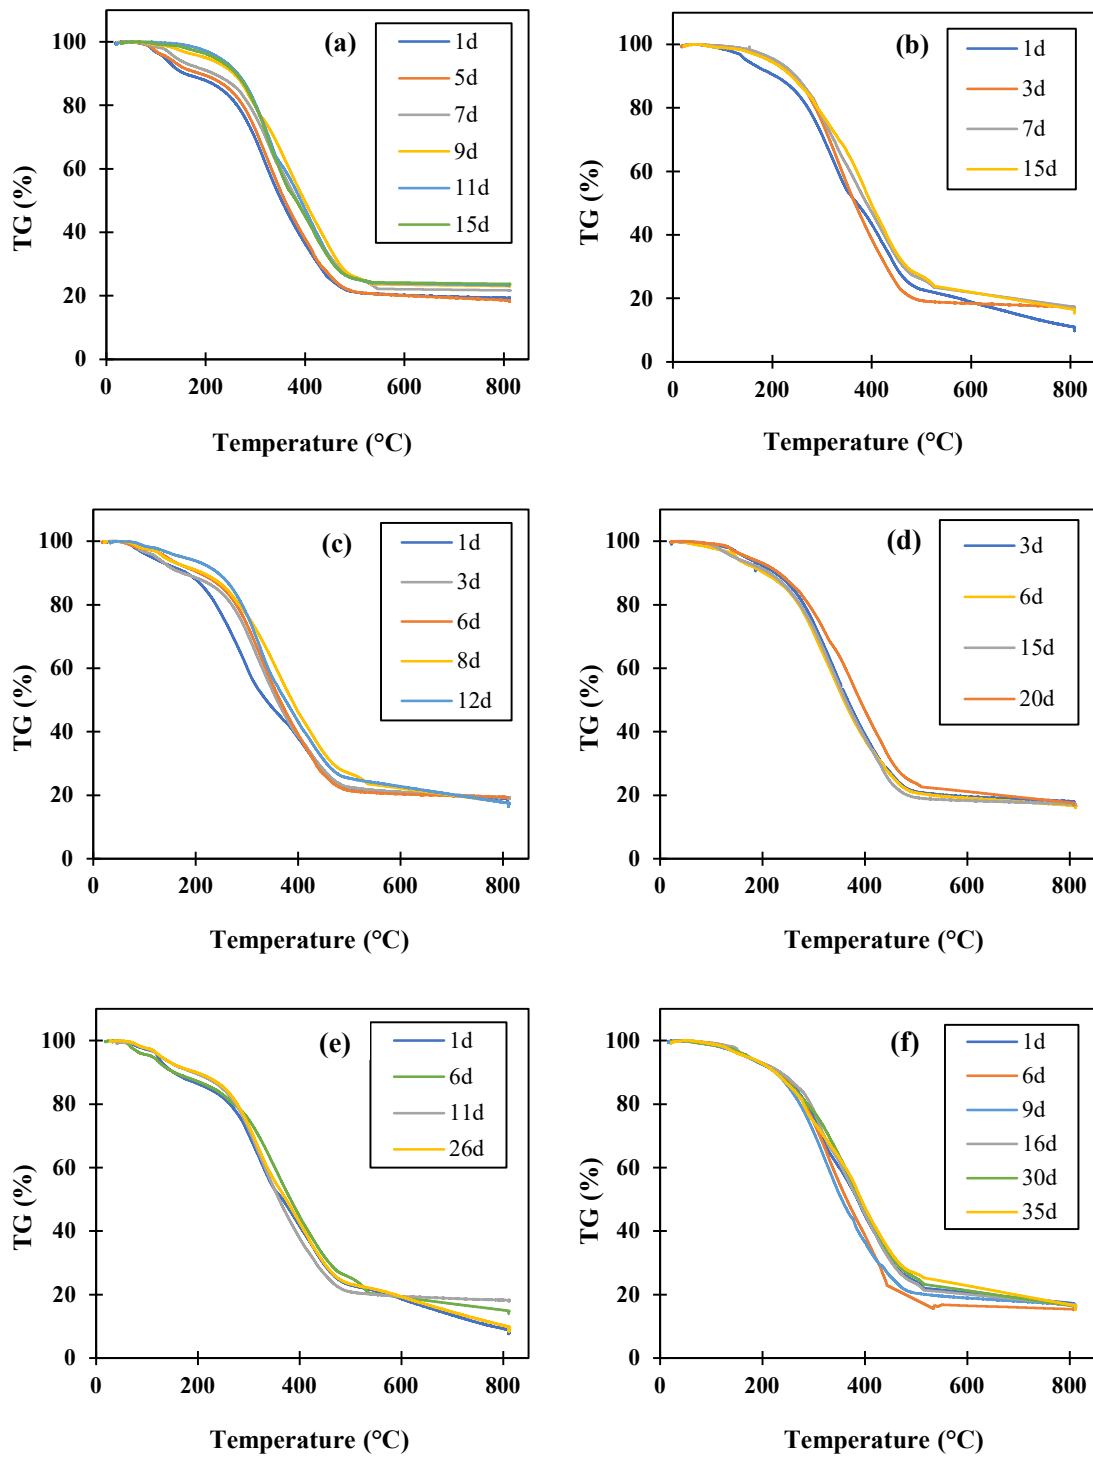 (a)
1d
5d
7d
9d
11d
15d
TG (%)
100
80
60
40
20
0
0 200 400 600 800
Temperature (°C)
(b)
1d
3d
7d
15d
TG (%)
100
80
60
40
20
0
0 200 400 600 800
Temperature (°C)
(c)
1d
3d
6d
8d
12d
TG (%)
100
80
60
40
20
0
0 200 400 600 800
Temperature (°C)
(d)
3d
6d
15d
20d
TG (%)
100
80
60
40
20
0
0 200 400 600 800
Temperature (°C)
(e)
1d
6d
11d
26d
TG (%)
100
80
60
40
20
0
0 200 400 600 800
Temperature (°C)
(f)
1d
6d
9d
16d
30d
35d
TG (%)
100
80
60
40
20
0
0 200 400 600 800
Temperature (°C)